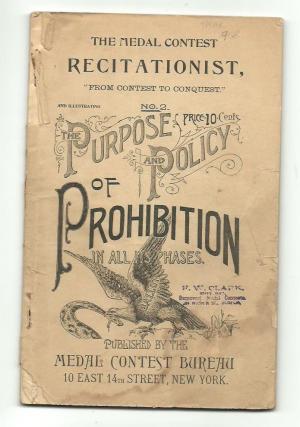 THE MEDAL CONTEST
RECITATIONIST,
"FROM CONTEST TO CONQUEST."
AND ILLUSTRATING
NO. 2.
PRICE 10 Cents.
THE PURPOSE
AND POLICY
OF
PROHIBITION
IN ALL ITS PHASES.
F. W. CLARK,
PUBLISHED BY THE
MEDAL CONTEST BUREAU
10 EAST 14TH STREET, NEW YORK.